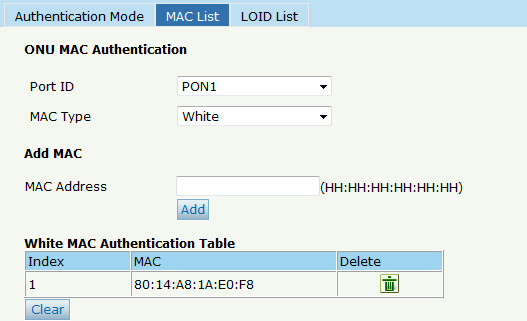 Authentication Mode MAC List LOID List
ONU MAC Authentication
Port ID PON1
MAC Type White
Add MAC
MAC Address (HH:HH:HH:HH:HH:HH)
Add
White MAC Authentication Table
Index MAC Delete
1 80:14:A8:1A:E0:F8
Clear